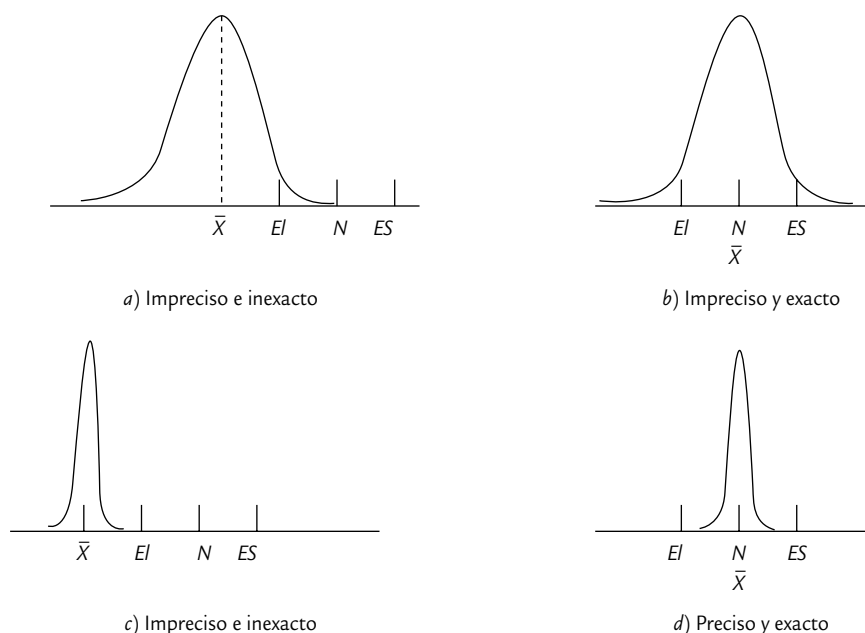 X̄ EI N ES
EI N ES
X̄
a) Impreciso e inexacto
b) Impreciso y exacto
X̄ EI N ES
EI N ES
X̄
c) Impreciso e inexacto
d) Preciso y exacto